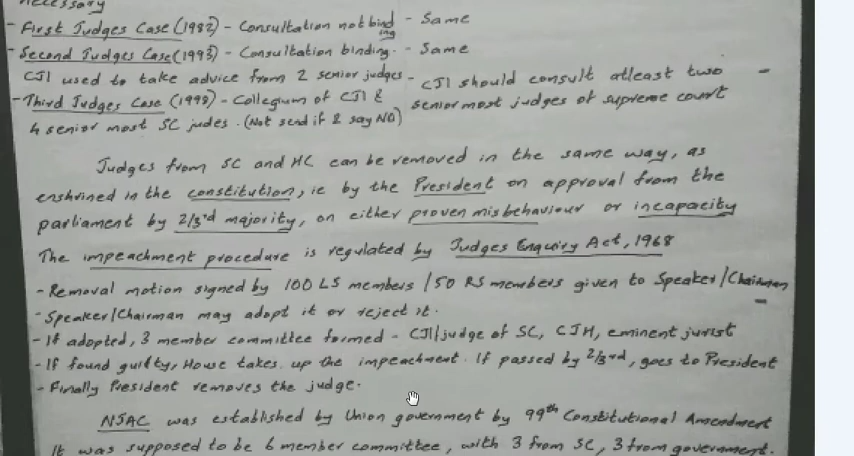 necessary
- First Judges Case (1982) - Consultation not binding - Same
- Second Judges Case (1993) - Consultation binding. - Same
CJI used to take advice from 2 senior judges - CJI should consult atleast two
- Third Judges Case (1998) - Collegium of CJI & seniormost judges of supreme court
4 senior most SC judes. (Not send if 2 say NO)
Judges from SC and HC can be removed in the same way, as
enshrined in the constitution, ie by the President on approval from the
parliament by 2/3rd majority, on either proven misbehaviour or incapacity
The impeachment procedure is regulated by Judges Enquiry Act, 1968
- Removal motion signed by 100 LS members / 50 RS members given to Speaker/Chairman
- Speaker/Chairman may adopt it or reject it.
- If adopted, 3 member committee formed - CJI/judge of SC, CJH, eminent jurist
- If found guilty, House takes up the impeachment. If passed by 2/3rd, goes to President
- Finally President removes the judge.
NJAC was established by Union government by 99th Constitutional Amendment
It was supposed to be 6 member committee, with 3 from SC, 3 from government.